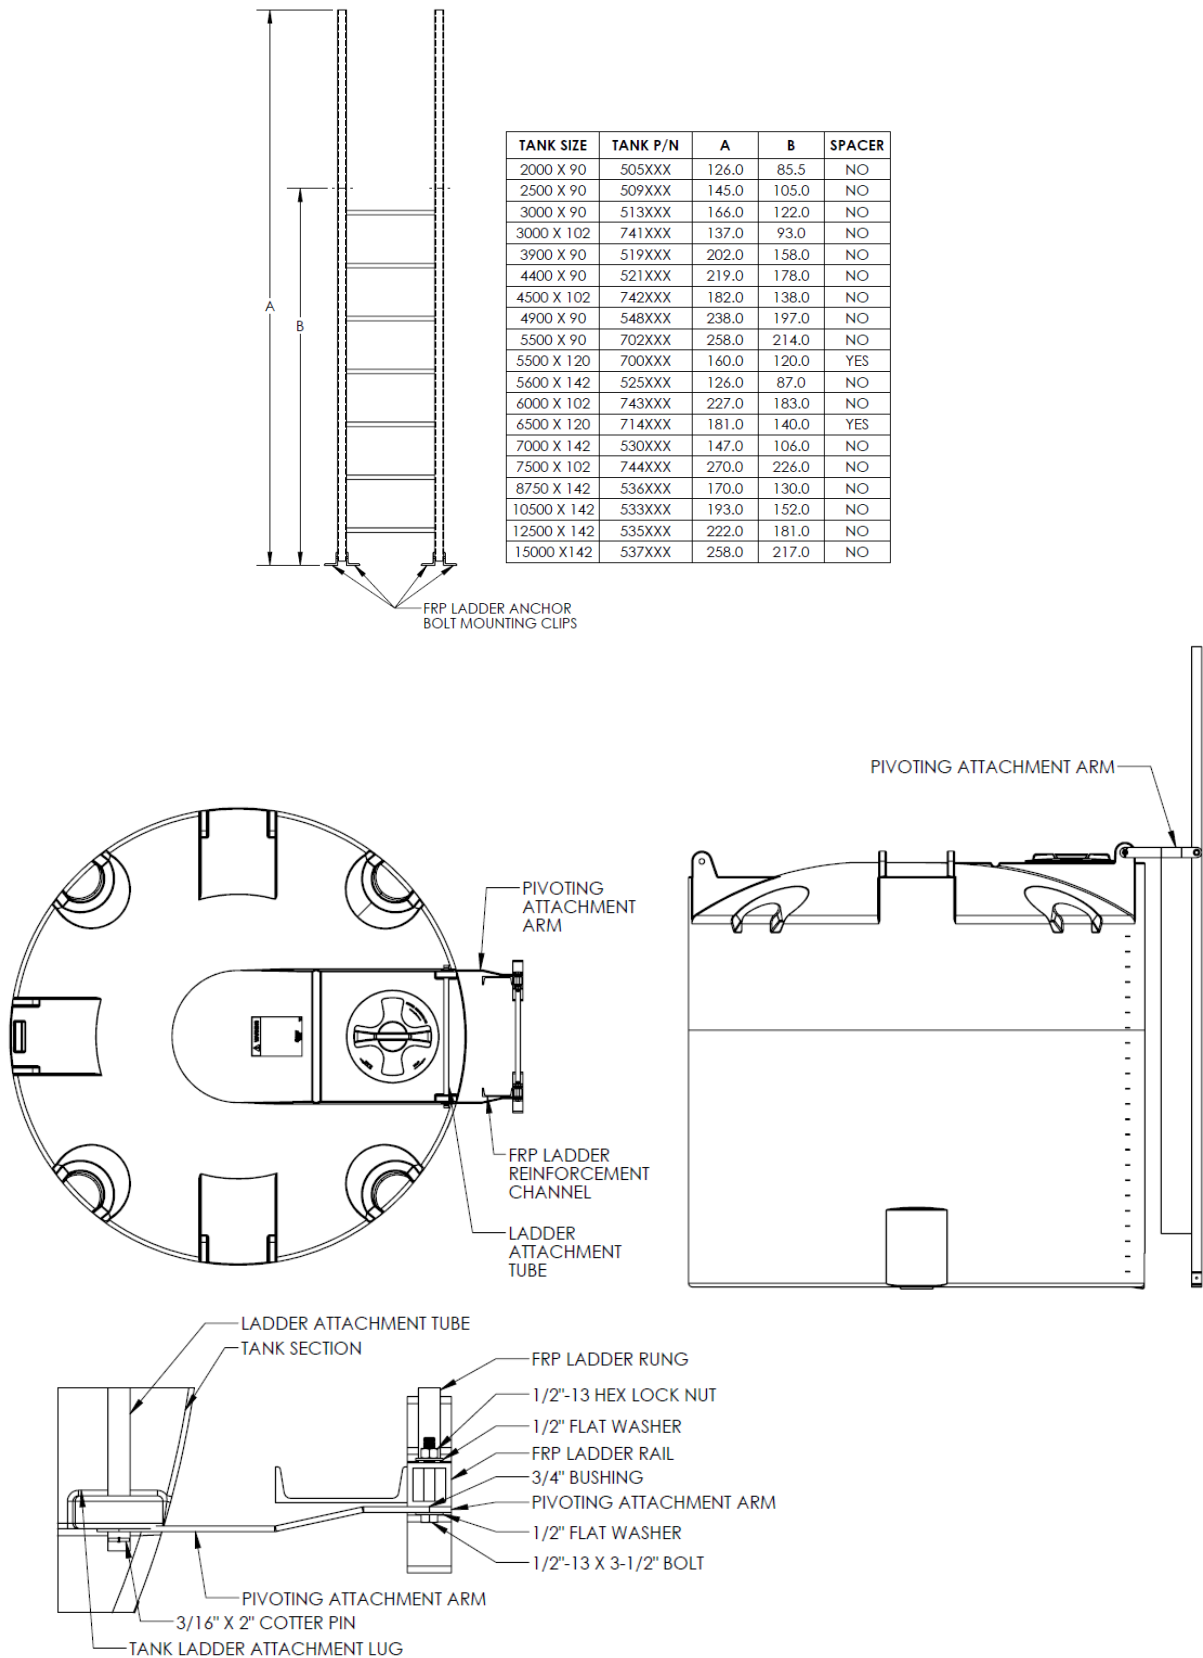 TANK SIZE TANK P/N A B SPACER
2000 X 90 505XXX 126.0 85.5 NO
2500 X 90 509XXX 145.0 105.0 NO
3000 X 90 513XXX 166.0 122.0 NO
3000 X 102 741XXX 137.0 93.0 NO
3900 X 90 519XXX 202.0 158.0 NO
4400 X 90 521XXX 219.0 178.0 NO
4500 X 102 742XXX 182.0 138.0 NO
4900 X 90 548XXX 238.0 197.0 NO
5500 X 90 702XXX 258.0 214.0 NO
5500 X 120 700XXX 160.0 120.0 YES
5600 X 142 525XXX 126.0 87.0 NO
6000 X 102 743XXX 227.0 183.0 NO
6500 X 120 714XXX 181.0 140.0 YES
7000 X 142 530XXX 147.0 106.0 NO
7500 X 102 744XXX 270.0 226.0 NO
8750 X 142 536XXX 170.0 130.0 NO
10500 X 142 533XXX 193.0 152.0 NO
12500 X 142 535XXX 222.0 181.0 NO
15000 X142 537XXX 258.0 217.0 NO
A
B
FRP LADDER ANCHOR
BOLT MOUNTING CLIPS
PIVOTING ATTACHMENT ARM
PIVOTING
ATTACHMENT
ARM
FRP LADDER
REINFORCEMENT
CHANNEL
LADDER
ATTACHMENT
TUBE
LADDER ATTACHMENT TUBE
TANK SECTION
FRP LADDER RUNG
1/2"-13 HEX LOCK NUT
1/2" FLAT WASHER
FRP LADDER RAIL
3/4" BUSHING
PIVOTING ATTACHMENT ARM
1/2" FLAT WASHER
1/2"-13 X 3-1/2" BOLT
PIVOTING ATTACHMENT ARM
3/16" X 2" COTTER PIN
TANK LADDER ATTACHMENT LUG